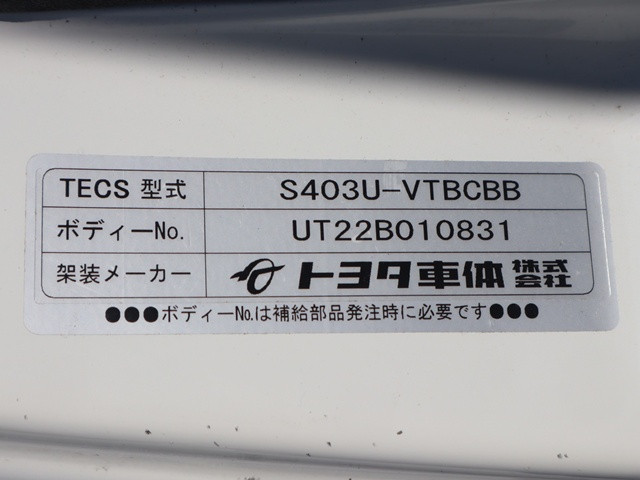 TECS 型式 S403U-VTBCBB
ボディーNo. UT22B010831
架装メーカー トヨタ車体株式会社
●●●ボディーNo.は補給部品発注時に必要です●●●